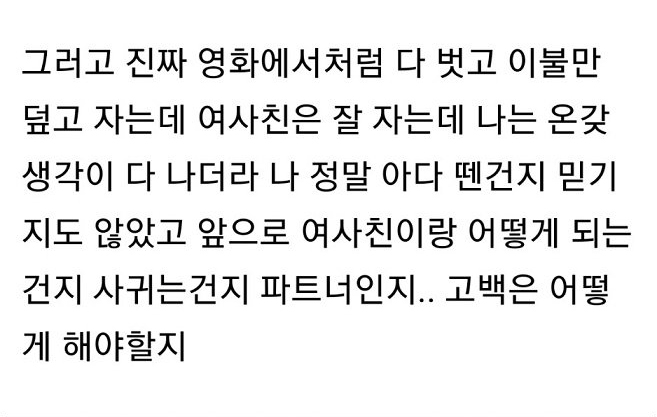 그러고 진짜 영화에서처럼 다 벗고 이불만
덮고 자는데 여사친은 잘 자는데 나는 온갖
생각이 다 나더라 나 정말 아다 뗀건지 믿기
지도 않았고 앞으로 여사친이랑 어떻게 되는
건지 사귀는건지 파트너인지.. 고백은 어떻
게 해야할지